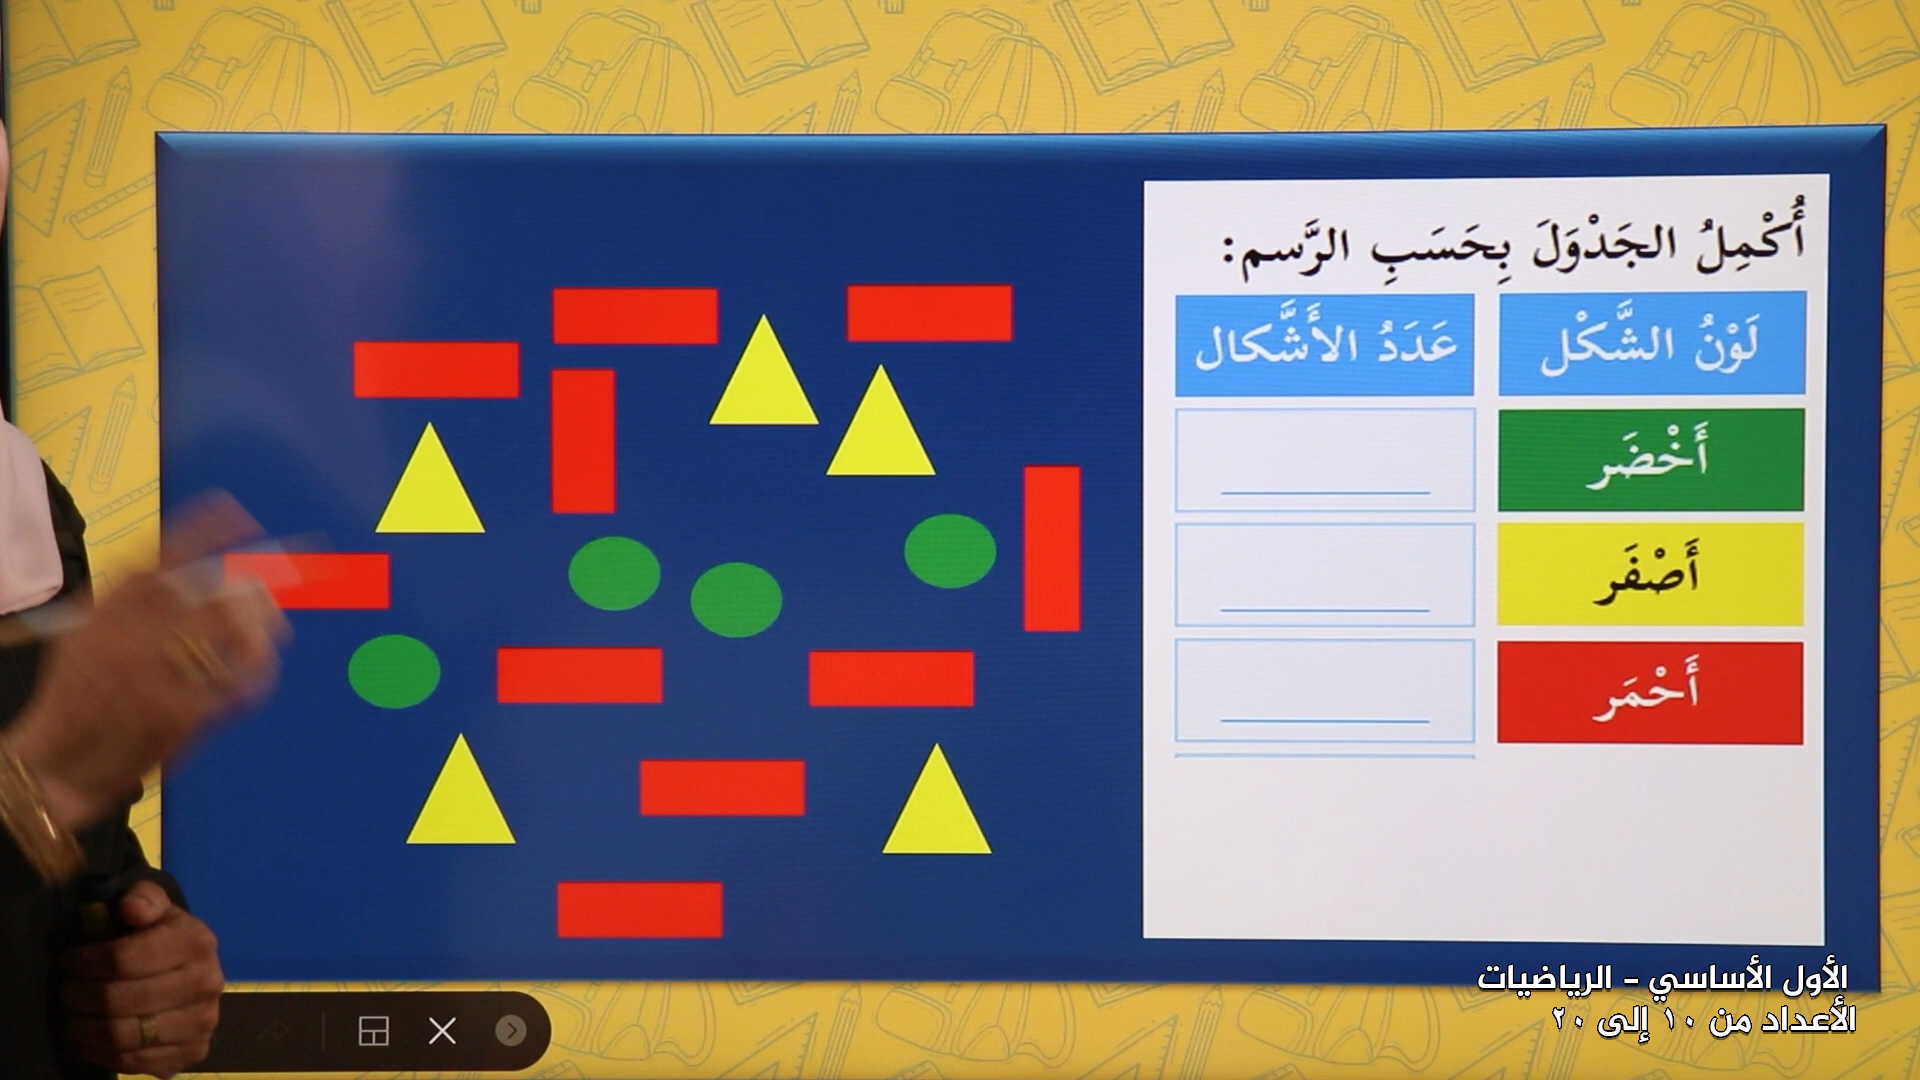 أُكْمِلُ الجَدْوَلَ بِحَسَبِ الرَّسم:
لَوْنُ الشَّكْل
عَدَدُ الأَشَّكال
أَخْضَر
أَصْفَر
أَحْمَر
الأول الأساسي - الرياضيات
الأعداد من ١٠ إلى ٢٠